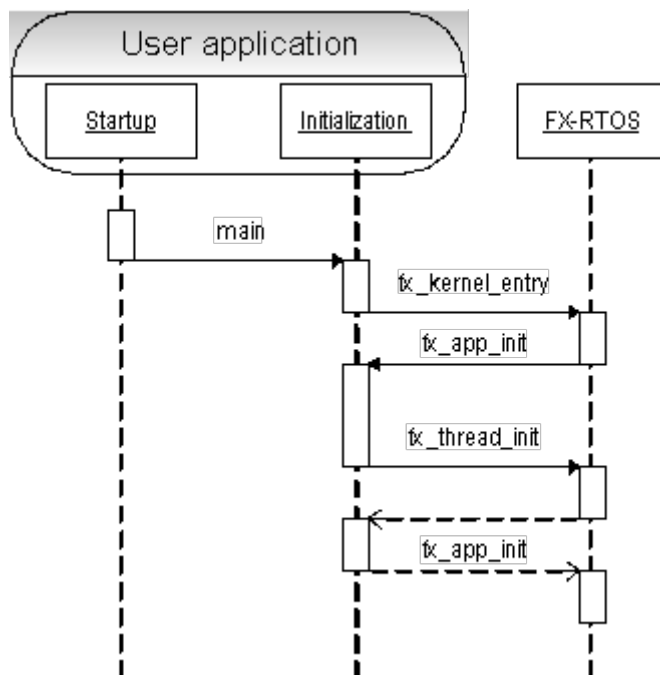 User application
Startup
Initialization
FX-RTOS
main
fx_kernel_entry
fx_app_init
fx_thread_init
fx_app_init